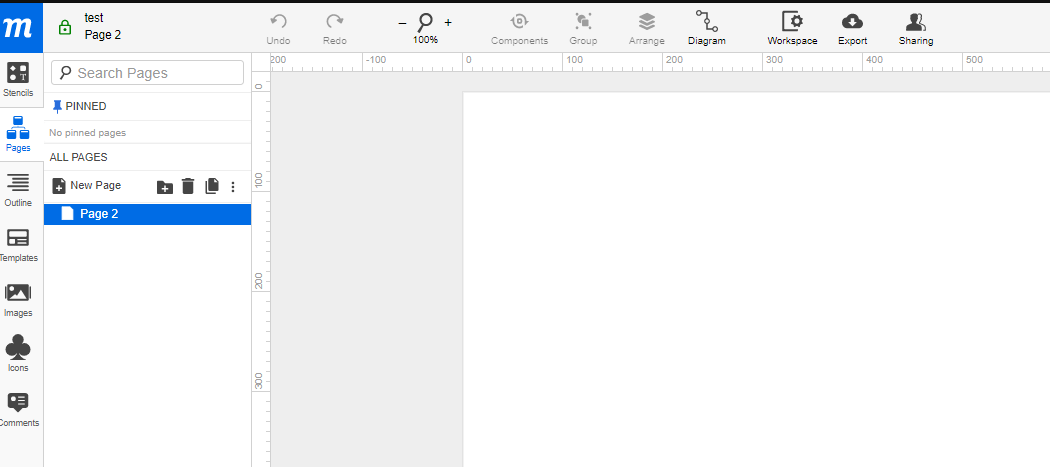 m
test
Page 2
Undo
Redo
– +
100%
Components
Group
Arrange
Diagram
Workspace
Export
Sharing
Stencils
Pages
Outline
Templates
Images
Icons
Comments
Search Pages
PINNED
No pinned pages
ALL PAGES
New Page
Page 2
200 -100 0 100 200 300 400 500
0
100
200
300